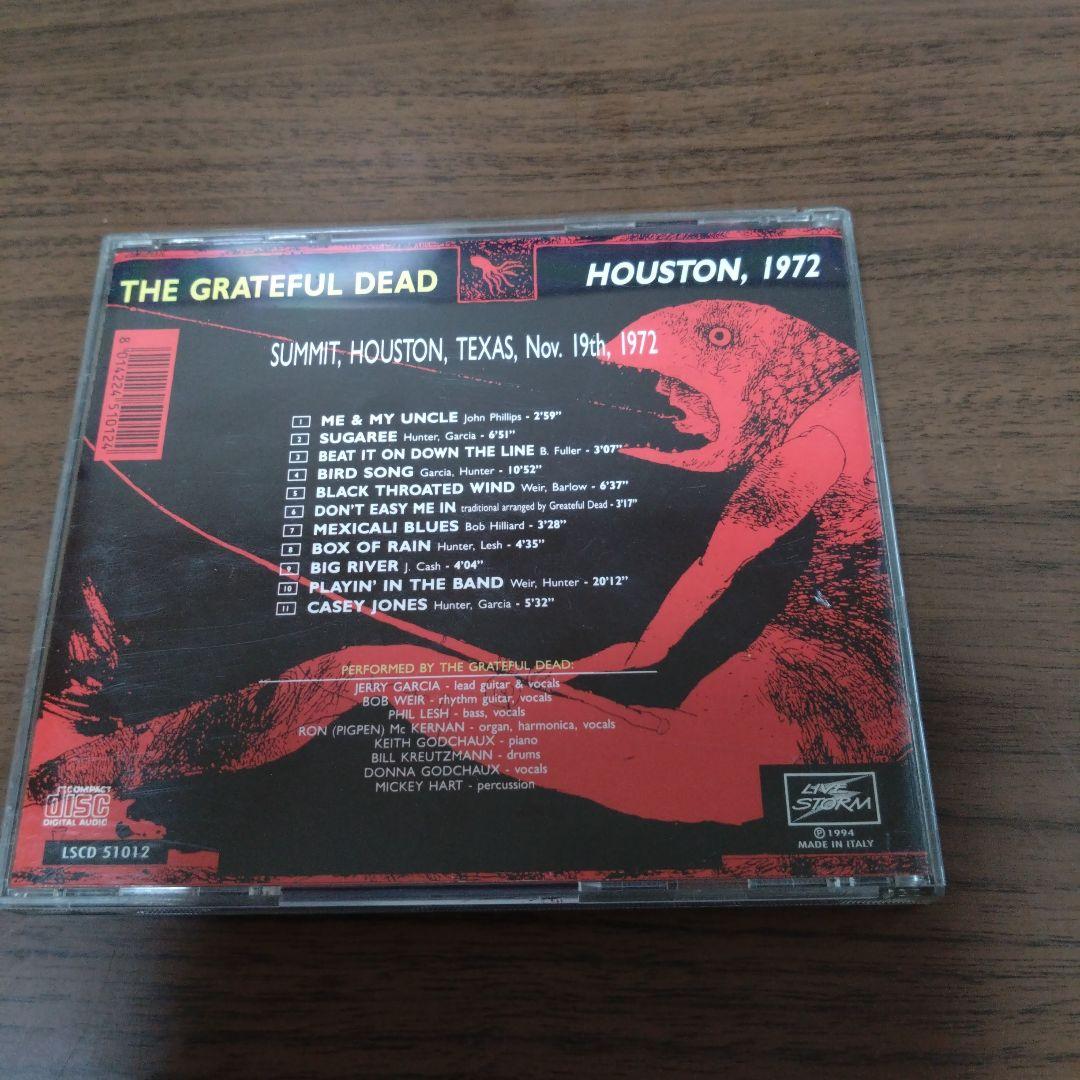 THE GRATEFUL DEAD
HOUSTON, 1972
SUMMIT, HOUSTON, TEXAS, Nov. 19th, 1972
8 014224 510124
1 ME & MY UNCLE John Phillips - 2'59"
2 SUGAREE Hunter, Garcia - 6'51"
3 BEAT IT ON DOWN THE LINE B. Fuller - 3'07"
4 BIRD SONG Garcia, Hunter - 10'52"
5 BLACK THROATED WIND Weir, Barlow - 6'37"
6 DON'T EASY ME IN traditional arranged by Greateful Dead - 3'17"
7 MEXICALI BLUES Bob Hilliard - 3'28"
8 BOX OF RAIN Hunter, Lesh - 4'35"
9 BIG RIVER J. Cash - 4'04"
10 PLAYIN' IN THE BAND Weir, Hunter - 20'12"
11 CASEY JONES Hunter, Garcia - 5'32"
PERFORMED BY THE GRATEFUL DEAD:
JERRY GARCIA - lead guitar & vocals
BOB WEIR - rhythm guitar, vocals
PHIL LESH - bass, vocals
RON (PIGPEN) Mc KERNAN - organ, harmonica, vocals
KEITH GODCHAUX - piano
BILL KREUTZMANN - drums
DONNA GODCHAUX - vocals
MICKEY HART - percussion
COMPACT
disc
DIGITAL AUDIO
LSCD 51012
LIVE
STORM
℗ 1994
MADE IN ITALY